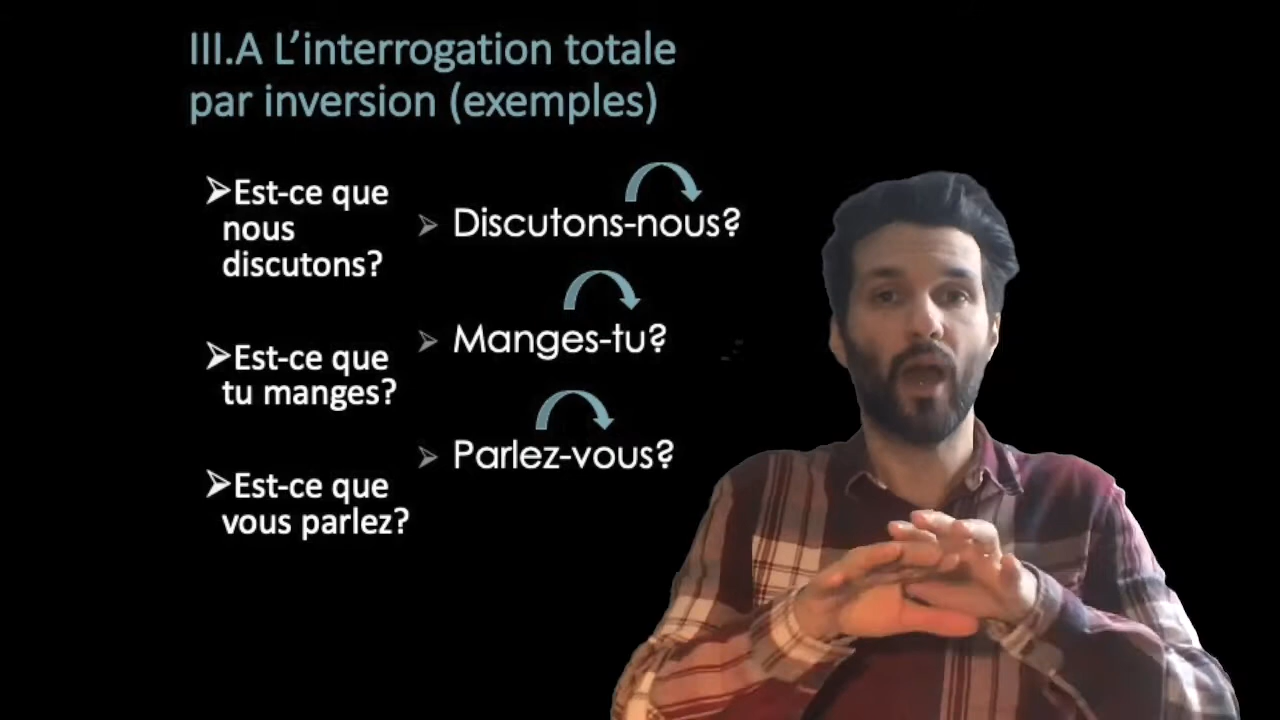 III.A L’interrogation totale
par inversion (exemples)
Est-ce que
nous
discutons?
Est-ce que
tu manges?
Est-ce que
vous parlez?
Discutons-nous?
Manges-tu?
Parlez-vous?